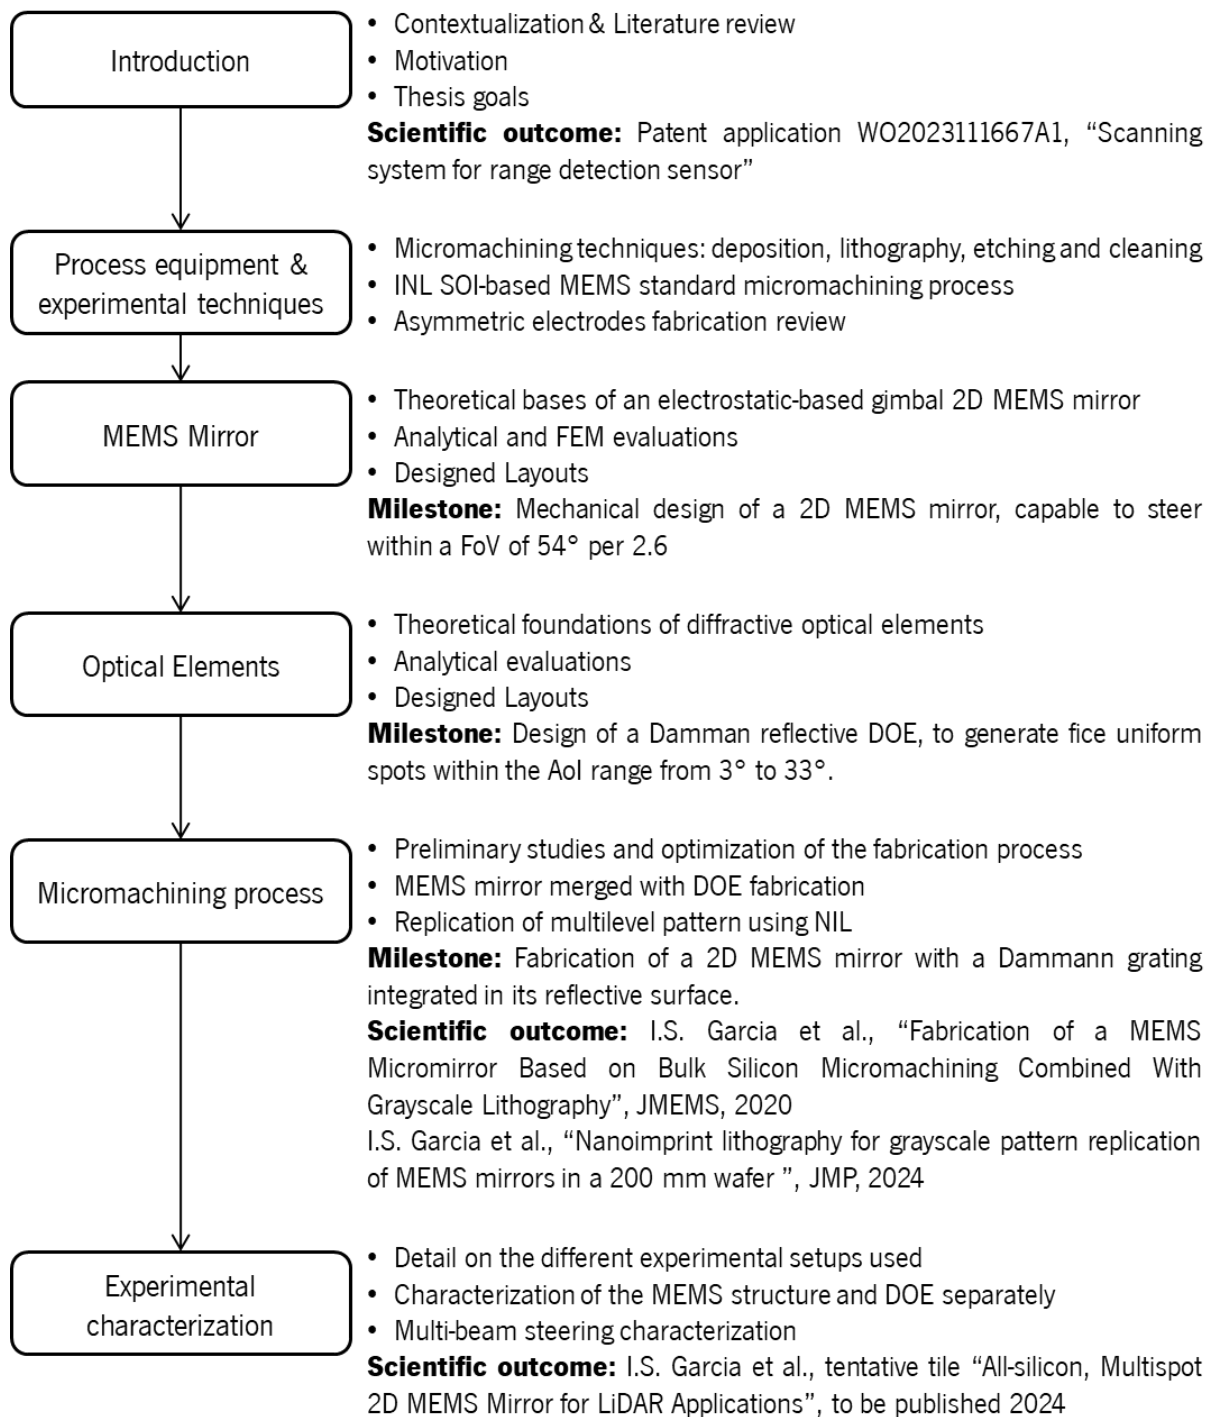 Introduction
• Contextualization & Literature review
• Motivation
• Thesis goals
Scientific outcome: Patent application WO2023111667A1, “Scanning
system for range detection sensor”
Process equipment &
experimental techniques
• Micromachining techniques: deposition, lithography, etching and cleaning
• INL SOI-based MEMS standard micromachining process
• Asymmetric electrodes fabrication review
MEMS Mirror
• Theoretical bases of an electrostatic-based gimbal 2D MEMS mirror
• Analytical and FEM evaluations
• Designed Layouts
Milestone: Mechanical design of a 2D MEMS mirror, capable to steer
within a FoV of 54° per 2.6
Optical Elements
• Theoretical foundations of diffractive optical elements
• Analytical evaluations
• Designed Layouts
Milestone: Design of a Damman reflective DOE, to generate fice uniform
spots within the AoI range from 3° to 33°.
Micromachining process
• Preliminary studies and optimization of the fabrication process
• MEMS mirror merged with DOE fabrication
• Replication of multilevel pattern using NIL
Milestone: Fabrication of a 2D MEMS mirror with a Dammann grating
integrated in its reflective surface.
Scientific outcome: I.S. Garcia et al., “Fabrication of a MEMS
Micromirror Based on Bulk Silicon Micromachining Combined With
Grayscale Lithography”, JMEMS, 2020
I.S. Garcia et al., “Nanoimprint lithography for grayscale pattern replication
of MEMS mirrors in a 200 mm wafer ”, JMP, 2024
Experimental
characterization
• Detail on the different experimental setups used
• Characterization of the MEMS structure and DOE separately
• Multi-beam steering characterization
Scientific outcome: I.S. Garcia et al., tentative tile “All-silicon, Multispot
2D MEMS Mirror for LiDAR Applications”, to be published 2024